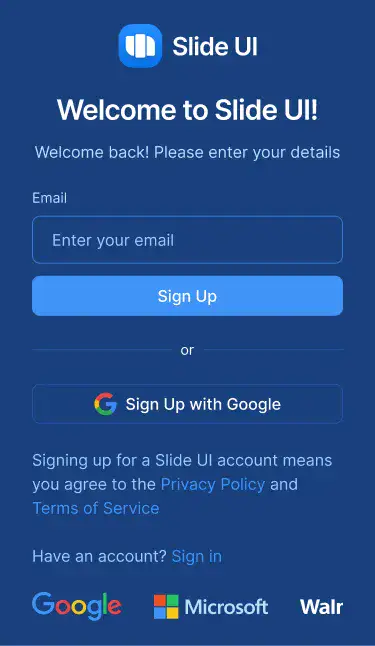 Slide UI
Welcome to Slide UI!
Welcome back! Please enter your details
Email
Enter your email
Sign Up
or
Sign Up with Google
Signing up for a Slide UI account means
you agree to the Privacy Policy and
Terms of Service
Have an account? Sign in
Google Microsoft Walr